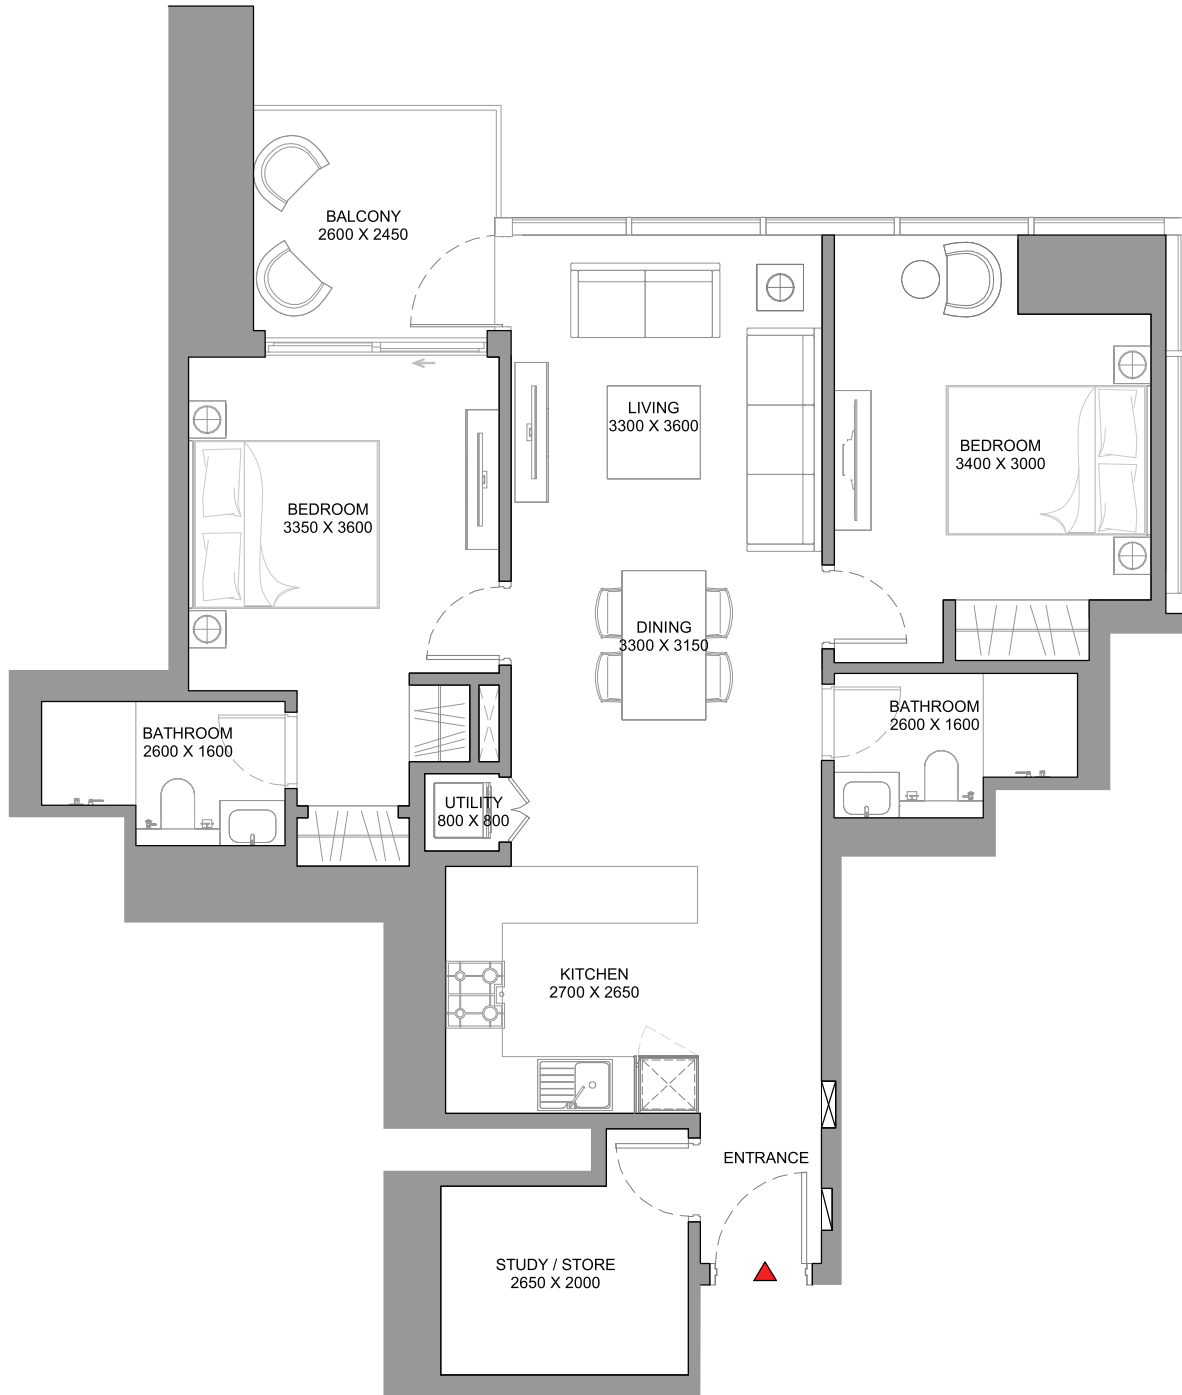 BALCONY
2600 X 2450
LIVING
3300 X 3600
BEDROOM
3400 X 3000
BEDROOM
3350 X 3600
DINING
3300 X 3150
BATHROOM
2600 X 1600
BATHROOM
2600 X 1600
UTILITY
800 X 800
KITCHEN
2700 X 2650
ENTRANCE
STUDY / STORE
2650 X 2000